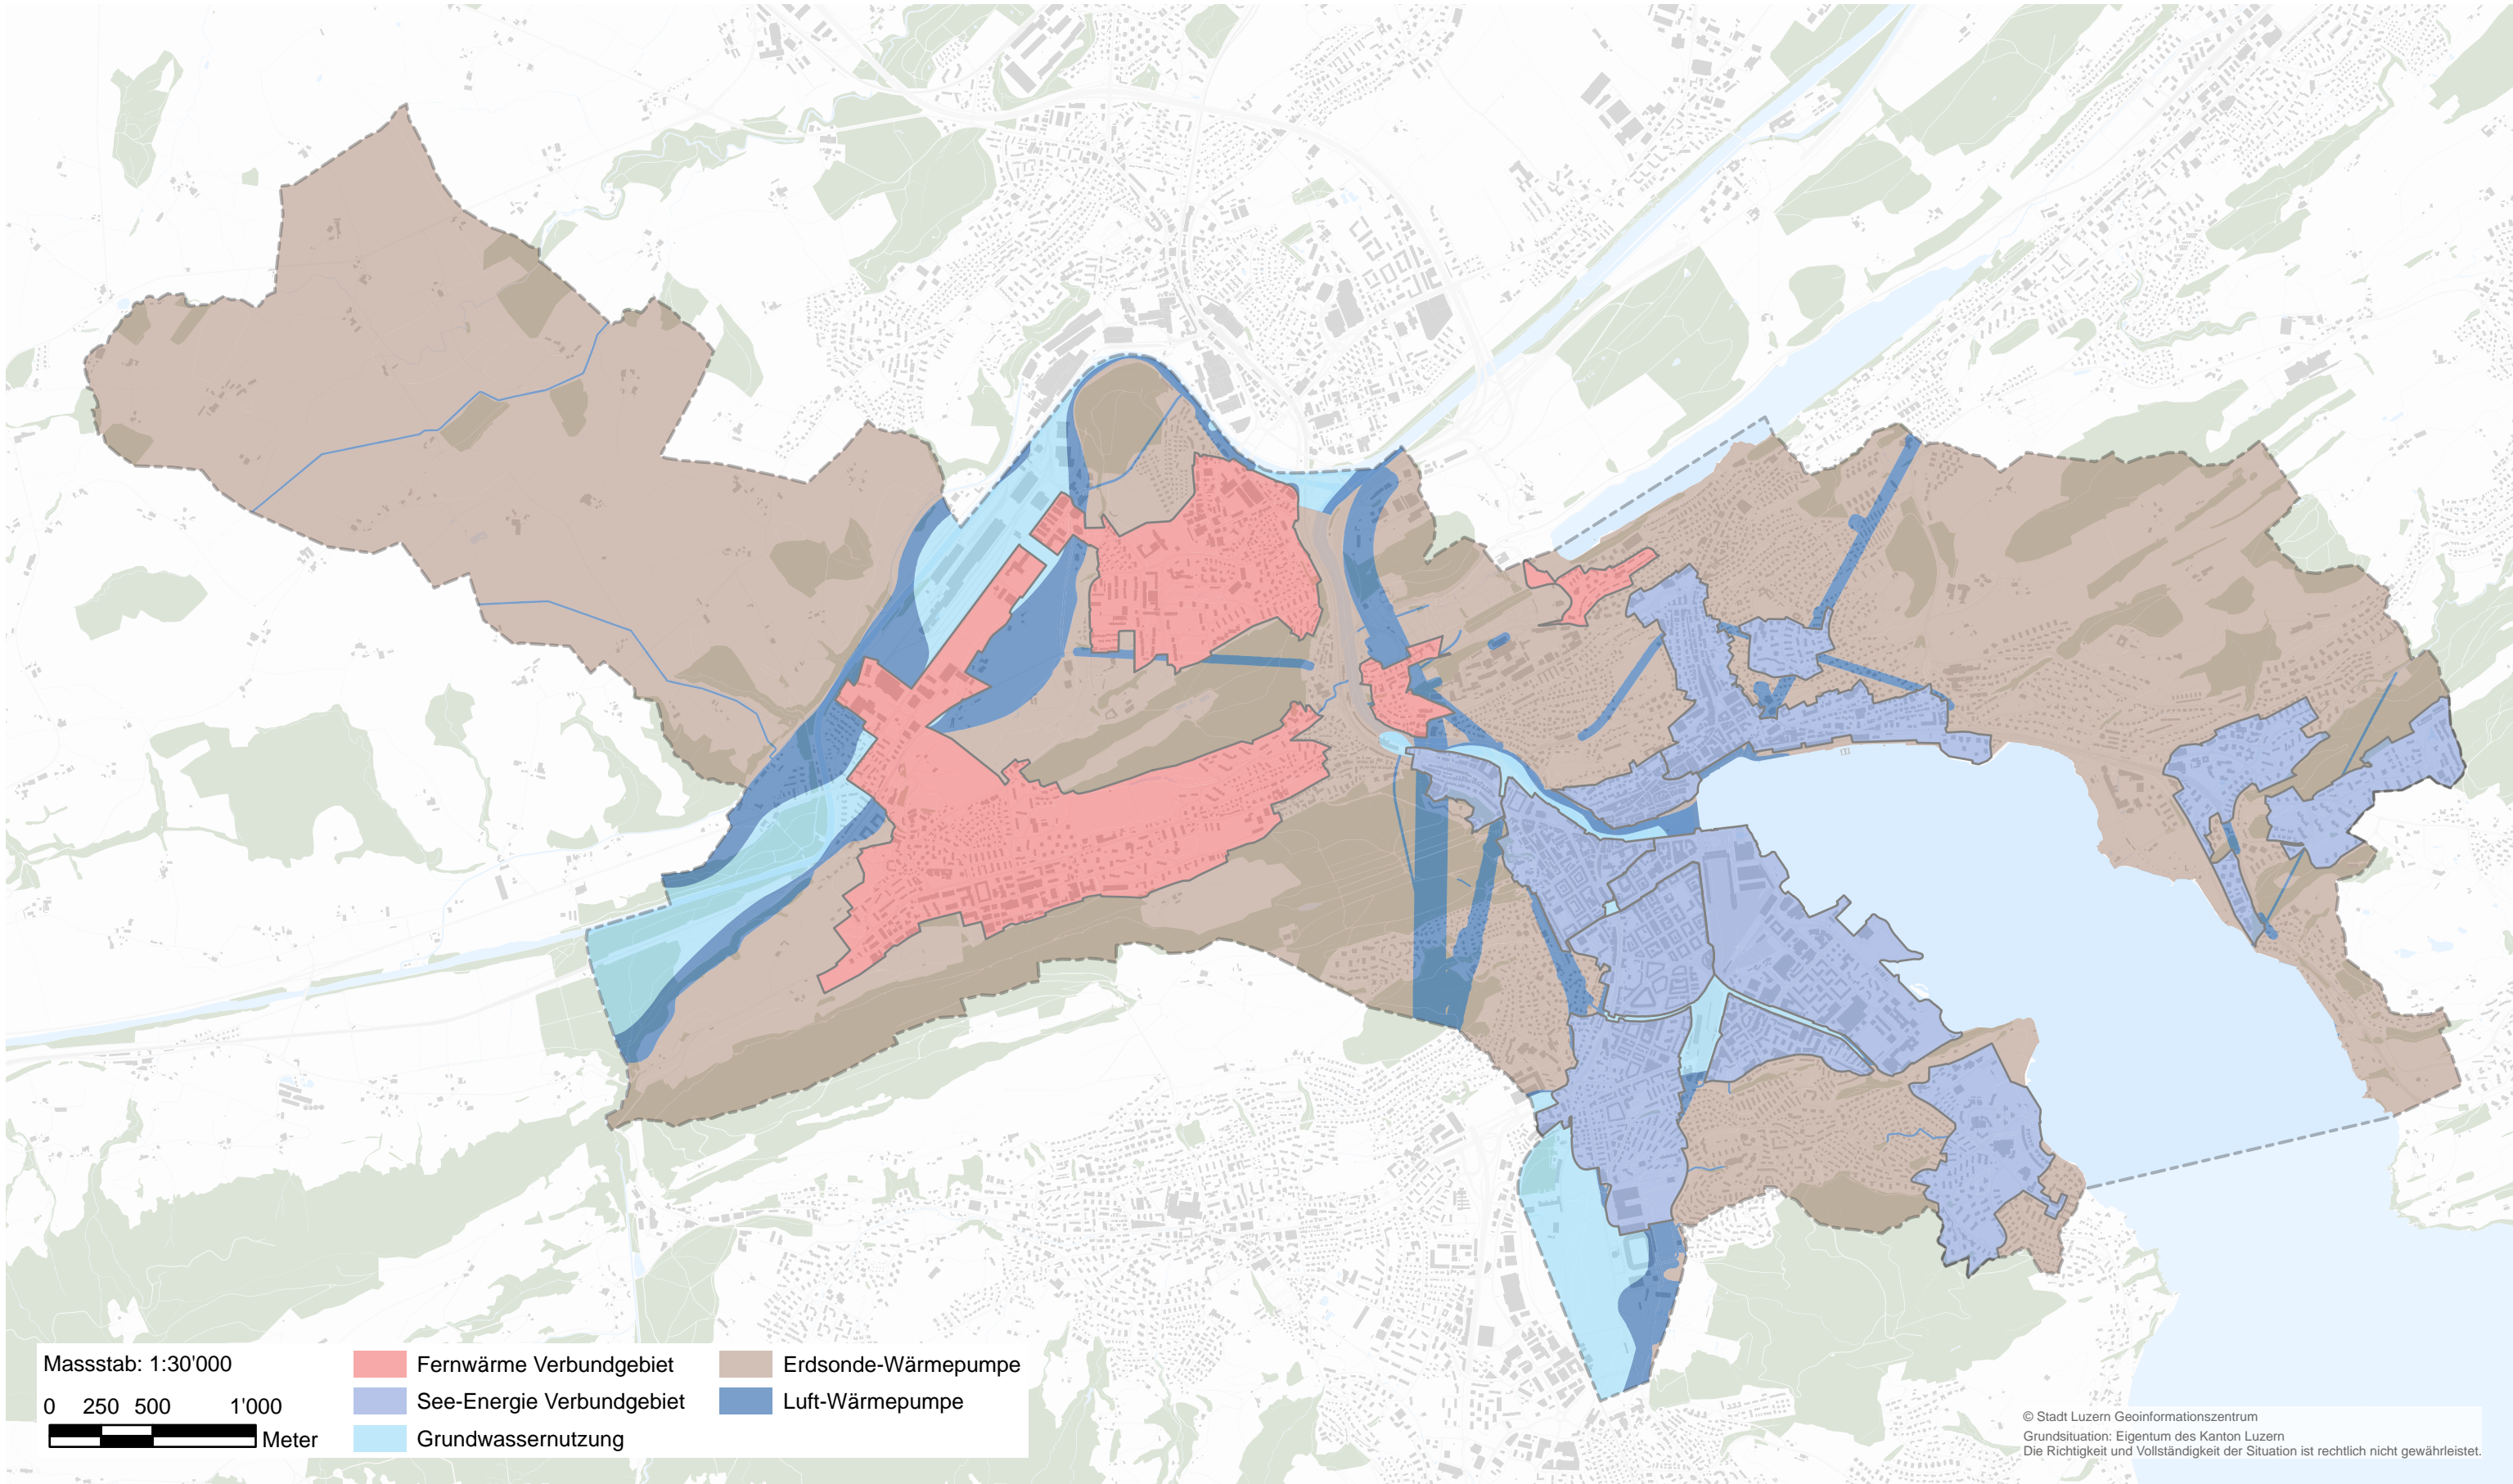 Massstab: 1:30'000
0 250 500 1'000
Meter
Fernwärme Verbundgebiet
See-Energie Verbundgebiet
Grundwassernutzung
Erdsonde-Wärmepumpe
Luft-Wärmepumpe
© Stadt Luzern Geoinformationszentrum
Grundsituation: Eigentum des Kanton Luzern
Die Richtigkeit und Vollständigkeit der Situation ist rechtlich nicht gewährleistet.